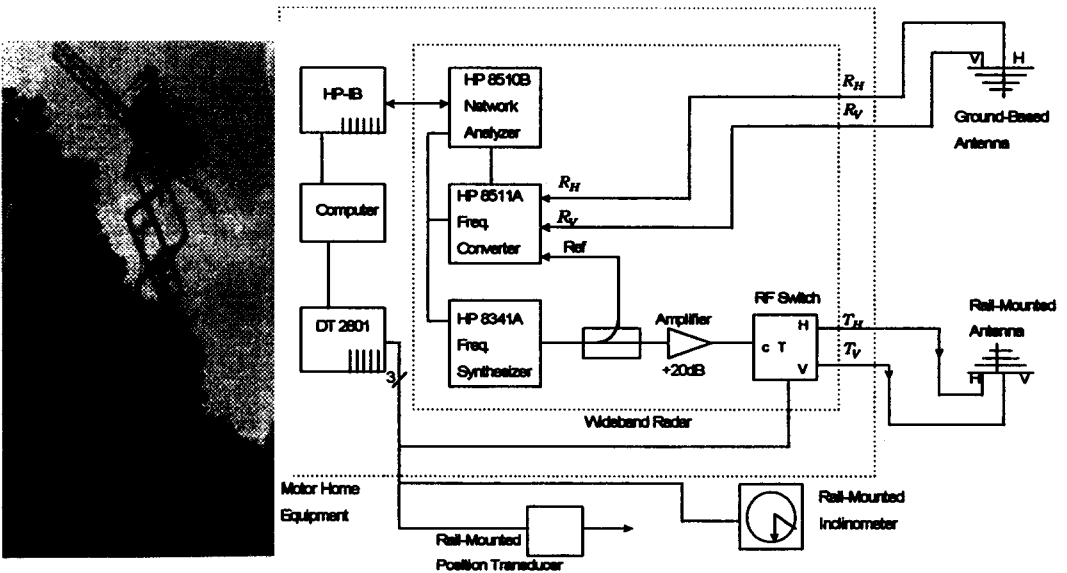 HP-IB
HP 8510B
Network
Analyzer
R_H
R_V
V
H
Ground-Based
Antenna
Computer
HP 8511A
Freq.
Converter
R_H
R_V
Ref
DT 2801
3
HP 8341A
Freq.
Synthesizer
Amplifier
+20dB
RF Switch
H
c T
V
T_H
T_V
Rail-Mounted
Antenna
H
V
Wideband Radar
Motor Home
Equipment
Rail-Mounted
Position Transducer
Rail-Mounted
Inclinometer